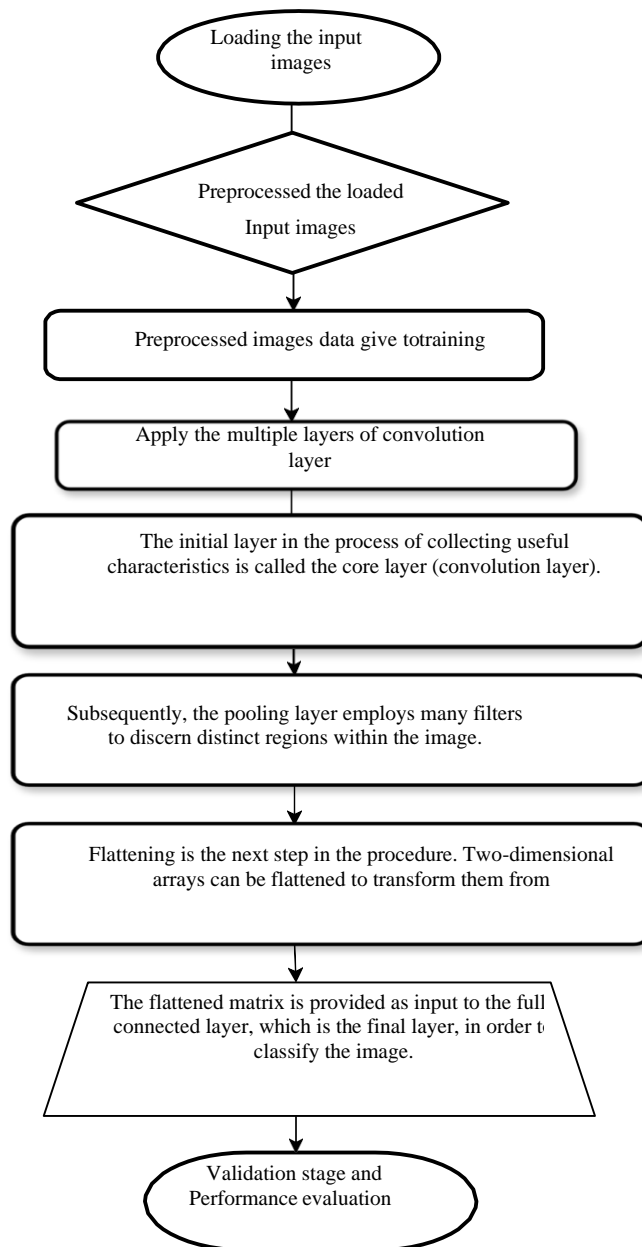 Loading the input
images
Preprocessed the loaded
Input images
Preprocessed images data give totraining
Apply the multiple layers of convolution
layer
The initial layer in the process of collecting useful
characteristics is called the core layer (convolution layer).
Subsequently, the pooling layer employs many filters
to discern distinct regions within the image.
Flattening is the next step in the procedure. Two-dimensional
arrays can be flattened to transform them from
The flattened matrix is provided as input to the full
connected layer, which is the final layer, in order to
classify the image.
Validation stage and
Performance evaluation